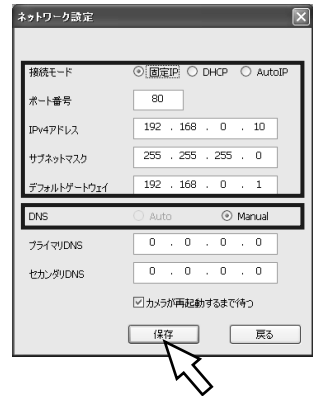 ネットワーク設定
接続モード 固定IP DHCP AutoIP
ポート番号 80
IPv4アドレス 192 . 168 . 0 . 10
サブネットマスク 255 . 255 . 255 . 0
デフォルトゲートウェイ 192 . 168 . 0 . 1
DNS Auto Manual
プライマリDNS 0 . 0 . 0 . 0
セカンダリDNS 0 . 0 . 0 . 0
カメラが再起動するまで待つ
保存 戻る